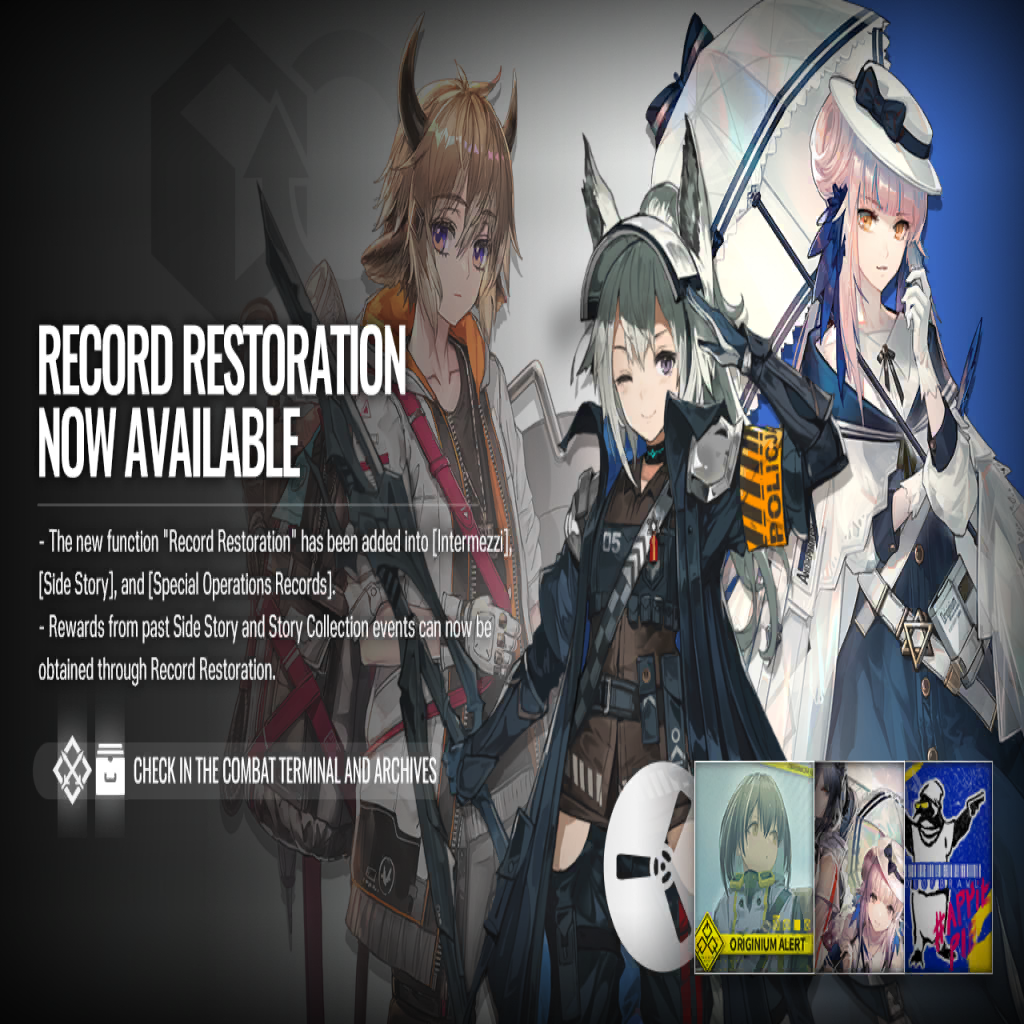 RECORD RESTORATION
NOW AVAILABLE
- The new function "Record Restoration" has been added into [Intermezzi],
[Side Story], and [Special Operations Records].
- Rewards from past Side Story and Story Collection events can now be
obtained through Record Restoration.
CHECK IN THE COMBAT TERMINAL AND ARCHIVES
POLICE
05
ORIGINIUM ALERT